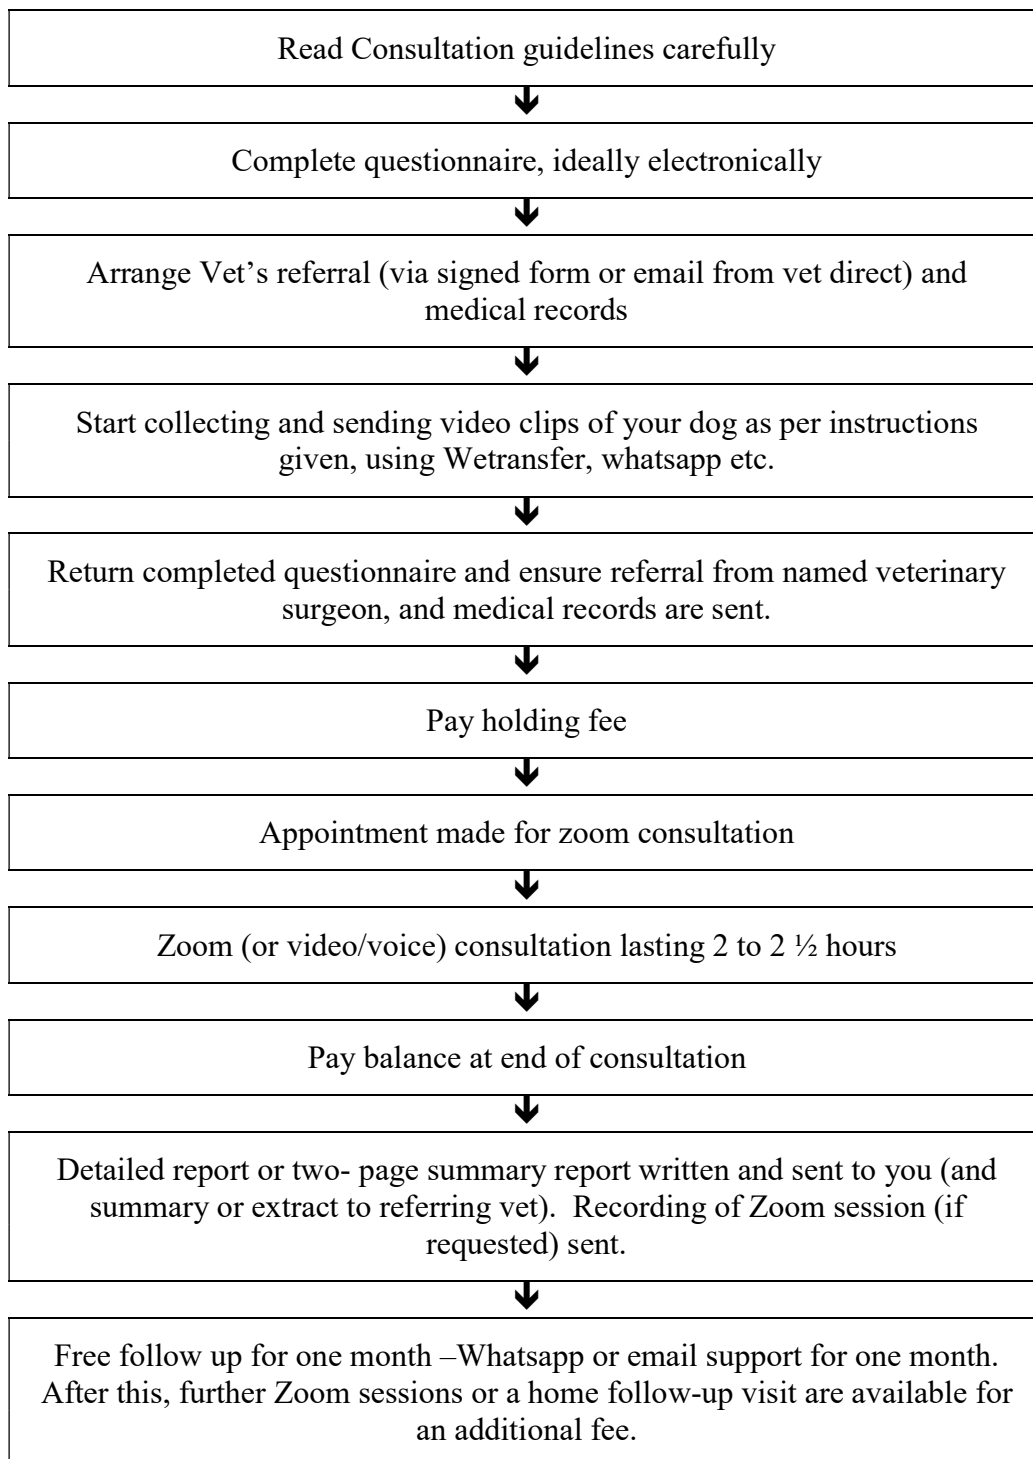 Read Consultation guidelines carefully
Complete questionnaire, ideally electronically
Arrange Vet’s referral (via signed form or email from vet direct) and
medical records
Start collecting and sending video clips of your dog as per instructions
given, using Wetransfer, whatsapp etc.
Return completed questionnaire and ensure referral from named veterinary
surgeon, and medical records are sent.
Pay holding fee
Appointment made for zoom consultation
Zoom (or video/voice) consultation lasting 2 to 2 ½ hours
Pay balance at end of consultation
Detailed report or two- page summary report written and sent to you (and
summary or extract to referring vet).  Recording of Zoom session (if
requested) sent.
Free follow up for one month –Whatsapp or email support for one month.
After this, further Zoom sessions or a home follow-up visit are available for
an additional fee.